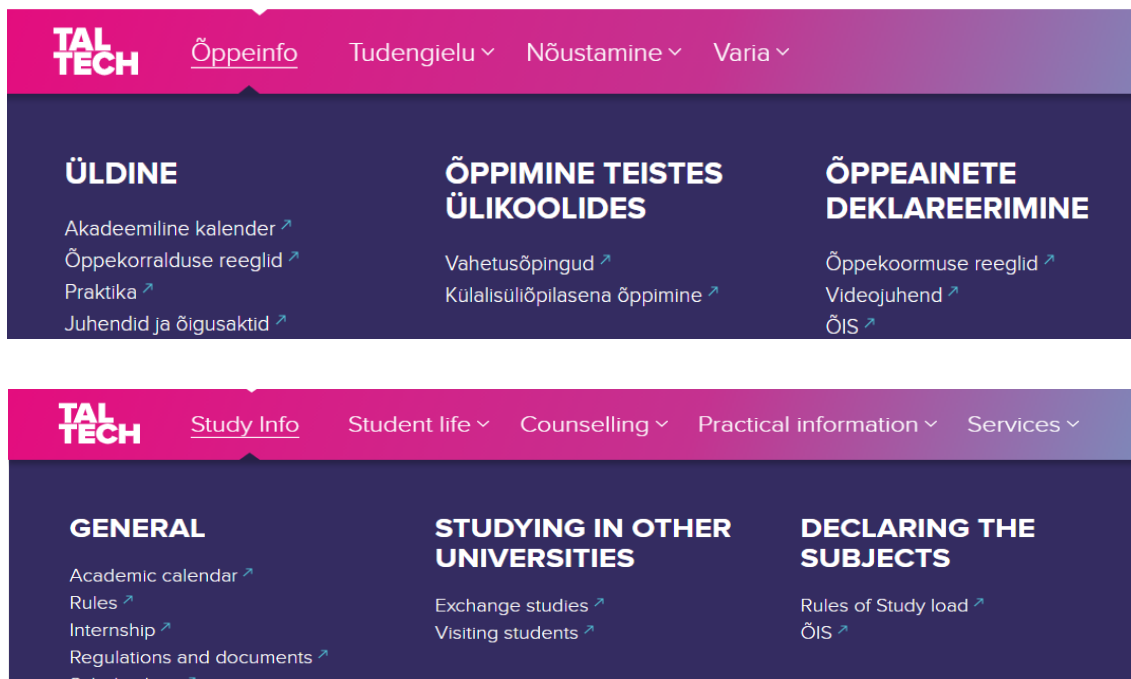 TAL
TECH
Õppeinfo Tudengielu Nõustamine Varia
ÜLDINE
Akadeemiline kalender
Õppekorralduse reeglid
Praktika
Juhendid ja õigusaktid
ÕPPIMINE TEISTES
ÜLIKOOLIDES
Vahetusõpingud
Külalisüliõpilasena õppimine
ÕPPEAINETE
DEKLAREERIMINE
Õppekoormuse reeglid
Videojuhend
ÕIS
TAL
TECH
Study Info Student life Counselling Practical information Services
GENERAL
Academic calendar
Rules
Internship
Regulations and documents
STUDYING IN OTHER
UNIVERSITIES
Exchange studies
Visiting students
DECLARING THE
SUBJECTS
Rules of Study load
ÕIS